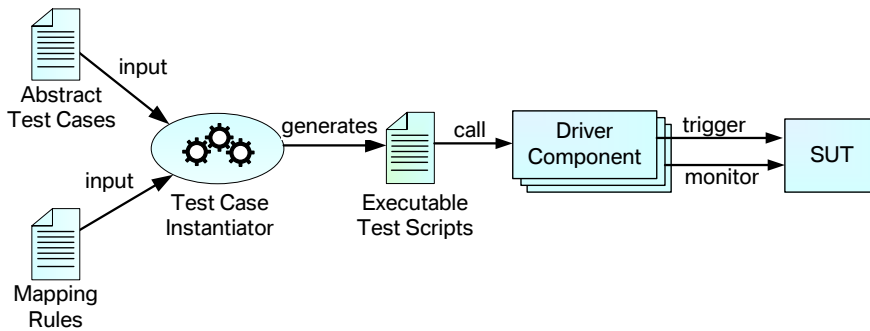 input
Abstract
Test Cases
generates
call
Driver
Component
trigger
monitor
SUT
input
Test Case
Instantiator
Executable
Test Scripts
Mapping
Rules